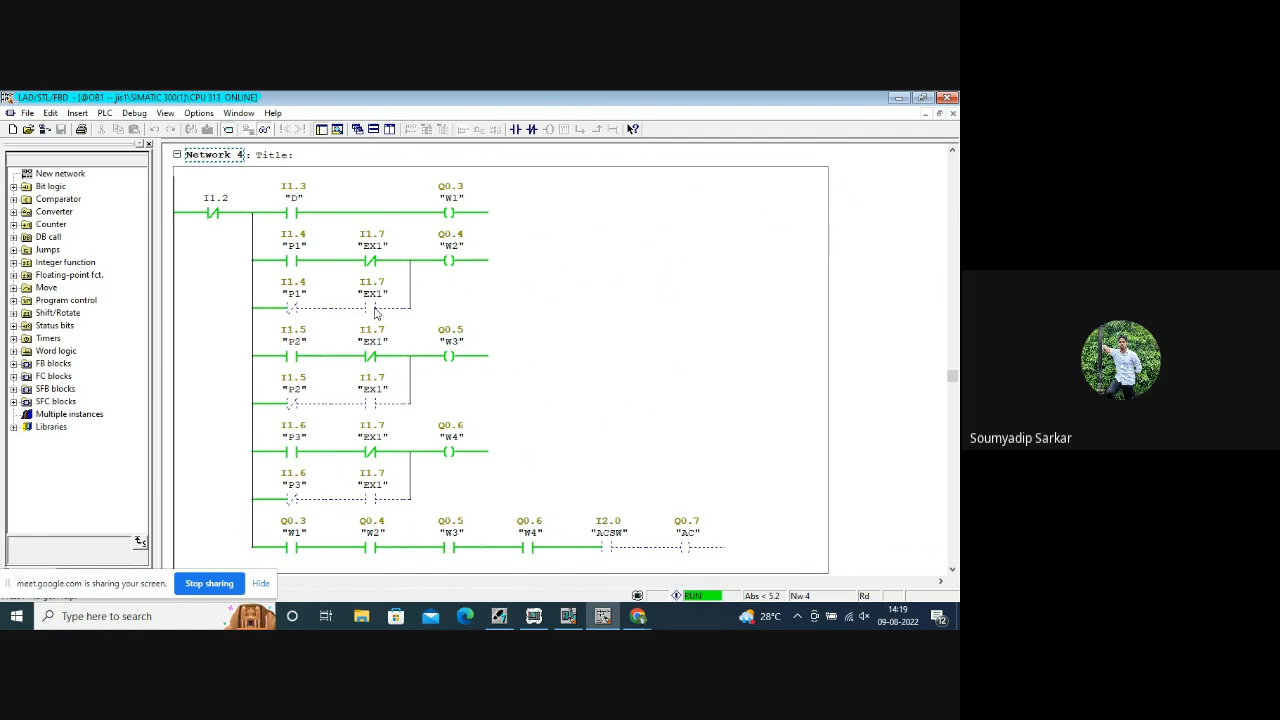 LAD/STL/FBD - [@OB1 -- jis1\SIMATIC 300(1)\CPU 313 ONLINE]
File Edit Insert PLC Debug View Options Window Help
New network
Bit logic
Comparator
Converter
Counter
DB call
Jumps
Integer function
Floating-point fct.
Move
Program control
Shift/Rotate
Status bits
Timers
Word logic
FB blocks
FC blocks
SFB blocks
SFC blocks
Multiple instances
Libraries
Network 4: Title:
I1.3 Q0.3
I1.2 "D" "W1"
I1.4 I1.7 Q0.4
"P1" "EX1" "W2"
I1.4 I1.7
"P1" "EX1"
I1.5 I1.7 Q0.5
"P2" "EX1" "W3"
I1.5 I1.7
"P2" "EX1"
I1.6 I1.7 Q0.6
"P3" "EX1" "W4"
I1.6 I1.7
"P3" "EX1"
Q0.3 Q0.4 Q0.5 Q0.6 I2.0 Q0.7
"W1" "W2" "W3" "W4" "ACSW" "AC"
Soumyadip Sarkar
meet.google.com is sharing your screen. Stop sharing Hide
RUN Abs < 5.2 Nw 4 Rd
Type here to search
28°C
14:19
09-08-2022
12